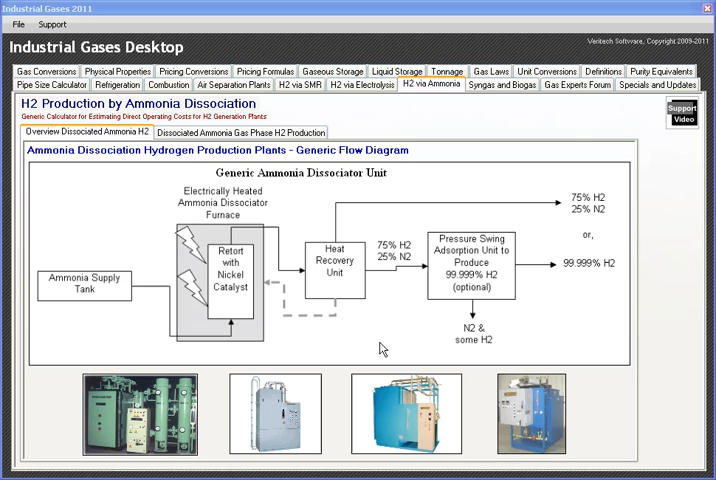 Industrial Gases 2011
File Support
Industrial Gases Desktop
Veritech Software, Copyright 2009-2011
Gas Conversions Physical Properties Pricing Conversions Pricing Formulas Gaseous Storage Liquid Storage Tonnage Gas Laws Unit Conversions Definitions Purity Equivalents
Pipe Size Calculator Refrigeration Combustion Air Separation Plants H2 via SMR H2 via Electrolysis H2 via Ammonia Syngas and Biogas Gas Experts Forum Specials and Updates
H2 Production by Ammonia Dissociation
Generic Calculator for Estimating Direct Operating Costs for H2 Generation Plants
Support
Video
Overview Dissociated Ammonia H2 Dissociated Ammonia Gas Phase H2 Production
Ammonia Dissociation Hydrogen Production Plants - Generic Flow Diagram
Generic Ammonia Dissociator Unit
Electrically Heated
Ammonia Dissociator
Furnace
Ammonia Supply
Tank
Retort
with
Nickel
Catalyst
Heat
Recovery
Unit
75% H2
25% N2
Pressure Swing
Adsorption Unit to
Produce
99.999% H2
(optional)
75% H2
25% N2
or,
99.999% H2
N2 &
some H2